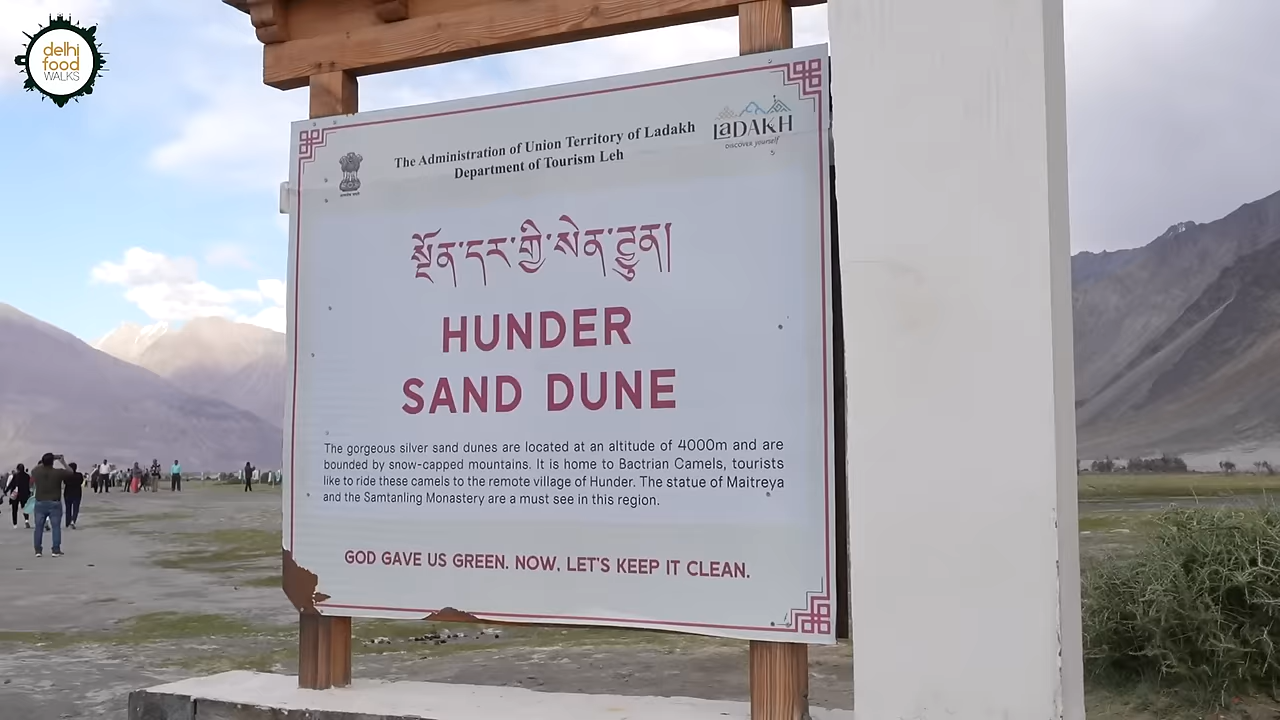 delhi
food
WALKS
The Administration of Union Territory of Ladakh
Department of Tourism Leh
LaDAKH
DISCOVER yourself
སྔོན་དར་གྱི་སེན་ཊུན།
HUNDER
SAND DUNE
The gorgeous silver sand dunes are located at an altitude of 4000m and are
bounded by snow-capped mountains. It is home to Bactrian Camels, tourists
like to ride these camels to the remote village of Hunder. The statue of Maitreya
and the Samtanling Monastery are a must see in this region.
GOD GAVE US GREEN. NOW, LET'S KEEP IT CLEAN.